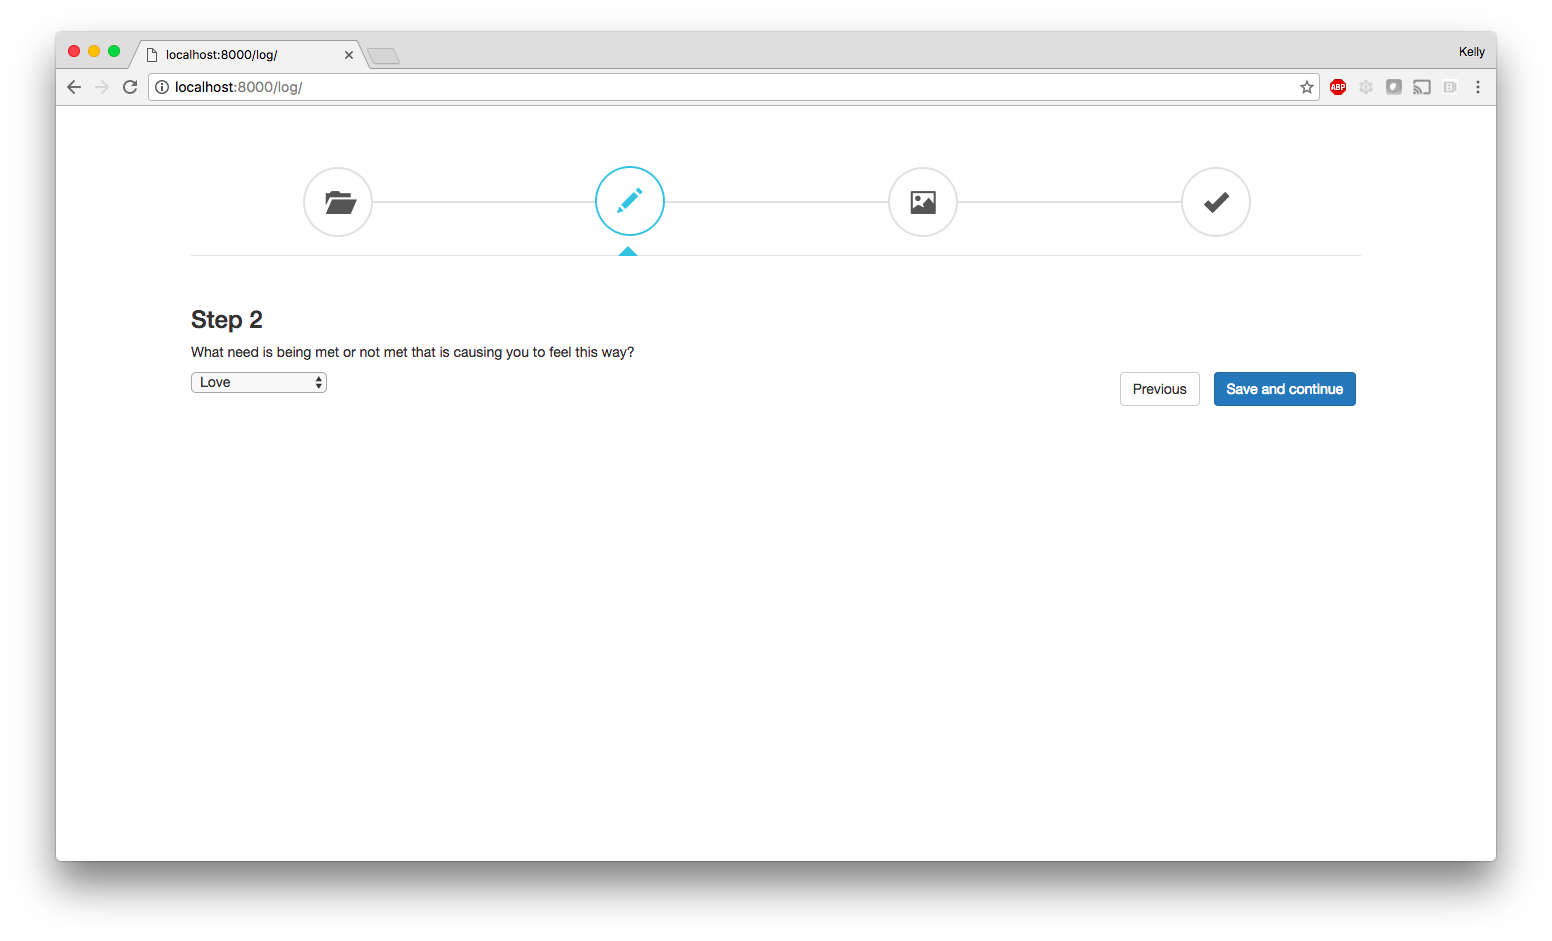 localhost:8000/log/
Kelly
localhost:8000/log/
ABP
Step 2
What need is being met or not met that is causing you to feel this way?
Love
Previous
Save and continue